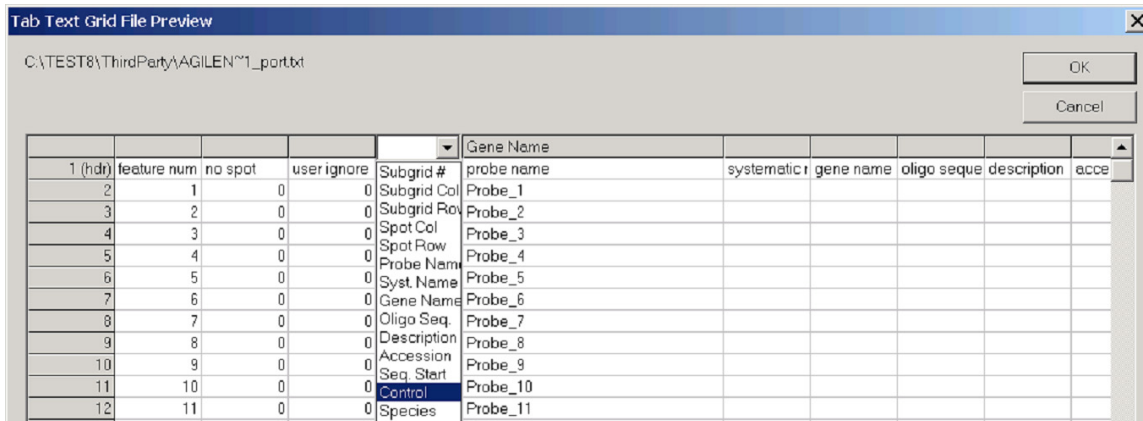 Tab Text Grid File Preview
C:\TEST8\ThirdParty\AGILEN~1_port.txt
OK
Cancel
Gene Name
1 (hdr) feature num no spot user ignore probe name systematic r gene name oligo seque description acce
2 1 0 0 Probe_1
3 2 0 0 Probe_2
4 3 0 0 Probe_3
5 4 0 0 Probe_4
6 5 0 0 Probe_5
7 6 0 0 Probe_6
8 7 0 0 Probe_7
9 8 0 0 Probe_8
10 9 0 0 Probe_9
11 10 0 0 Probe_10
12 11 0 0 Probe_11
Subgrid #
Subgrid Col
Subgrid Row
Spot Col
Spot Row
Probe Name
Syst. Name
Gene Name
Oligo Seq.
Description
Accession
Seq. Start
Control
Species